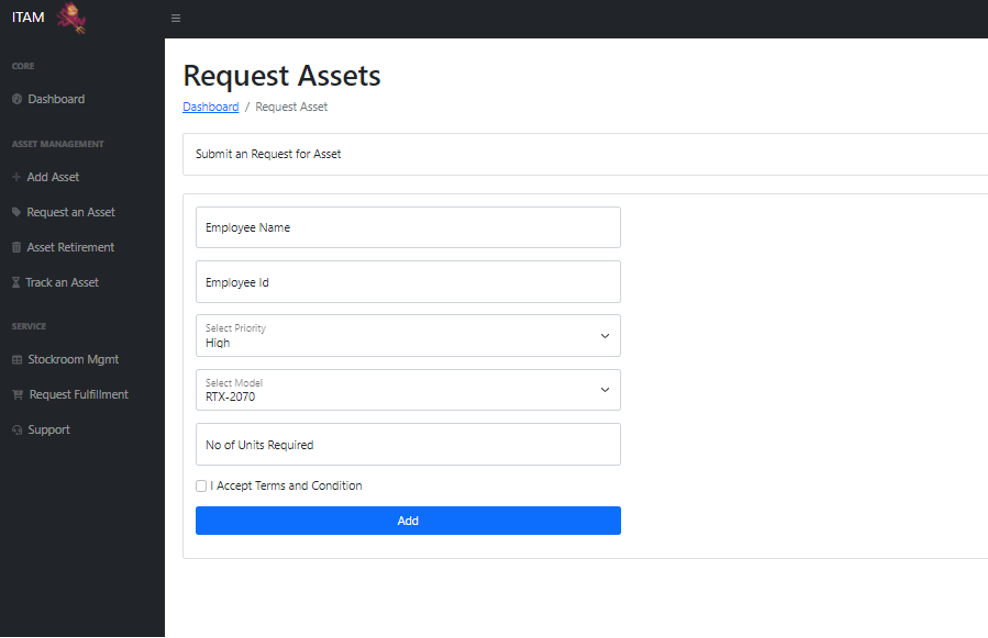 ITAM
CORE
Dashboard
ASSET MANAGEMENT
Add Asset
Request an Asset
Asset Retirement
Track an Asset
SERVICE
Stockroom Mgmt
Request Fulfillment
Support
Request Assets
Dashboard / Request Asset
Submit an Request for Asset
Employee Name
Employee Id
Select Priority
High
Select Model
RTX-2070
No of Units Required
I Accept Terms and Condition
Add